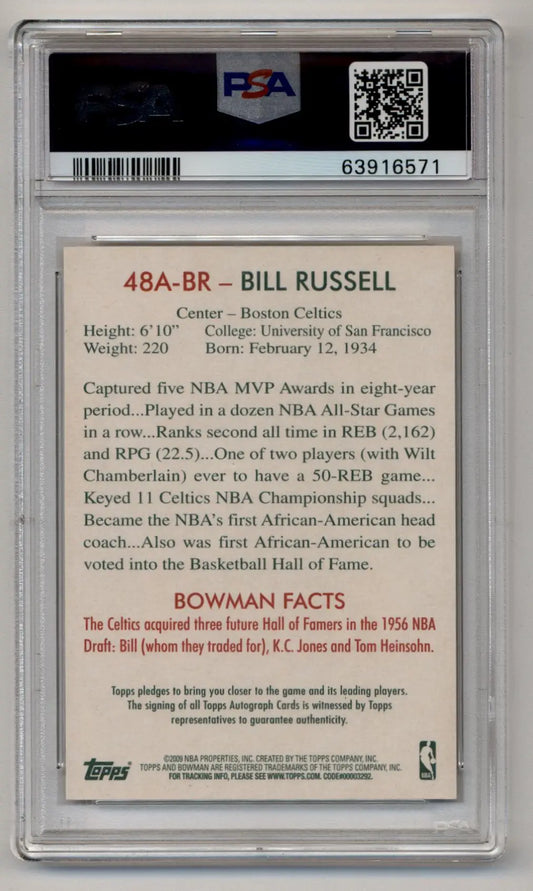 PSA
63916571
48A-BR – BILL RUSSELL
Center – Boston Celtics
Height: 6'10" College: University of San Francisco
Weight: 220 Born: February 12, 1934
Captured five NBA MVP Awards in eight-year
period...Played in a dozen NBA All-Star Games
in a row...Ranks second all time in REB (2,162)
and RPG (22.5)...One of two players (with Wilt
Chamberlain) ever to have a 50-REB game...
Keyed 11 Celtics NBA Championship squads...
Became the NBA's first African-American head
coach...Also was first African-American to be
voted into the Basketball Hall of Fame.
BOWMAN FACTS
The Celtics acquired three future Hall of Famers in the 1956 NBA
Draft: Bill (whom they traded for), K.C. Jones and Tom Heinsohn.
Topps pledges to bring you closer to the game and its leading players.
The signing of all Topps Autograph Cards is witnessed by Topps
representatives to guarantee authenticity.
Topps
©2009 NBA PROPERTIES, INC. CREATED BY THE TOPPS COMPANY, INC.
TOPPS AND BOWMAN ARE REGISTERED TRADEMARKS OF THE TOPPS COMPANY, INC.
FOR TRACKING INFO, PLEASE SEE WWW.TOPPS.COM. CODE#00003292.
NBA
PSA